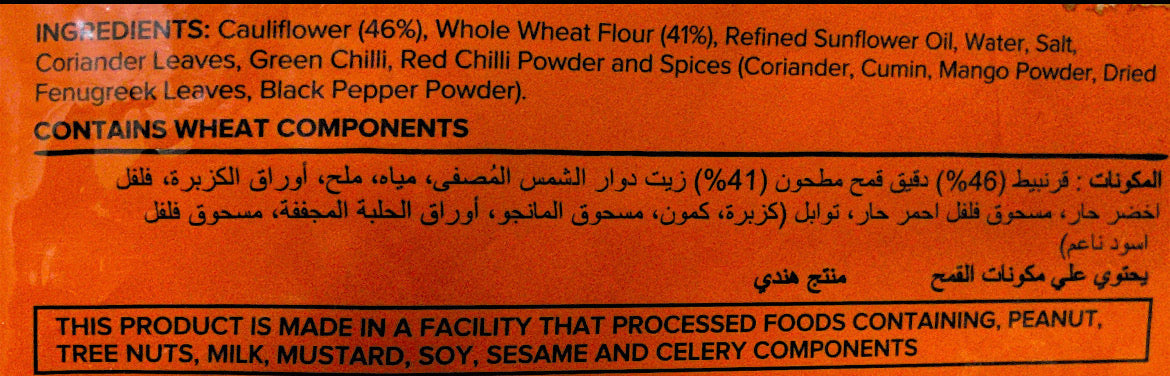 INGREDIENTS: Cauliflower (46%), Whole Wheat Flour (41%), Refined Sunflower Oil, Water, Salt,
Coriander Leaves, Green Chilli, Red Chilli Powder and Spices (Coriander, Cumin, Mango Powder, Dried
Fenugreek Leaves, Black Pepper Powder).
CONTAINS WHEAT COMPONENTS
المكونات : قرنبيط (46%) دقيق قمح مطحون (41%) زيت دوار الشمس المُصفى، مياه، ملح، أوراق الكزبرة، فلفل
اخضر حار، مسحوق فلفل احمر حار، توابل (كزبرة، كمون، مسحوق المانجو، أوراق الحلبة المجففة، مسحوق فلفل
اسود ناعم)
يحتوي علي مكونات القمح منتج هندي
THIS PRODUCT IS MADE IN A FACILITY THAT PROCESSED FOODS CONTAINING, PEANUT,
TREE NUTS, MILK, MUSTARD, SOY, SESAME AND CELERY COMPONENTS